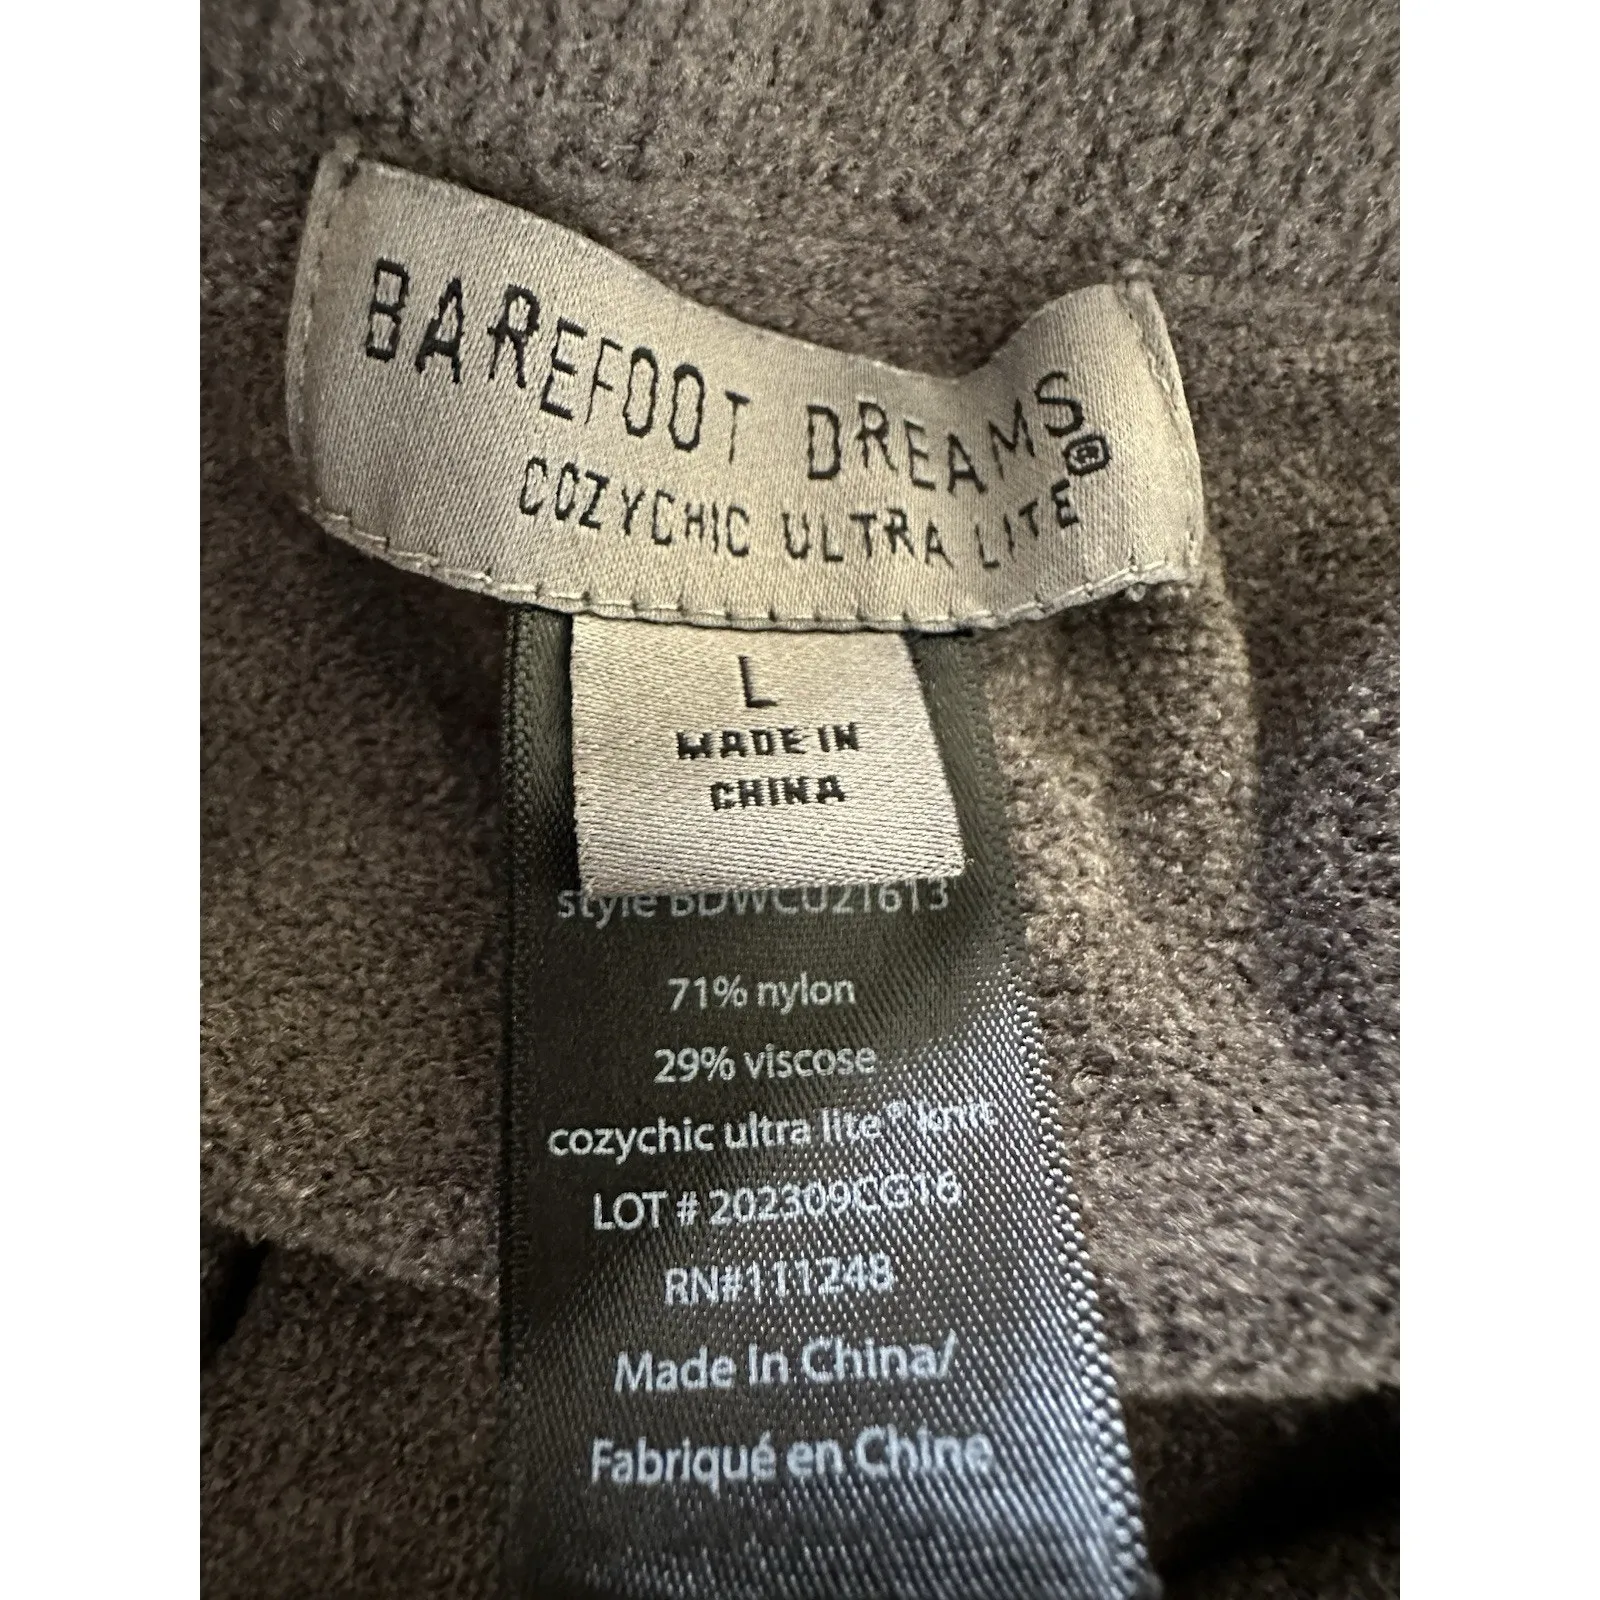 BAREFOOT DREAMS®
COZYCHIC ULTRA LITE
L
MADE IN
CHINA
style BDWCU21613
71% nylon
29% viscose
cozychic ultra lite® knit
LOT # 202309CG16
RN#111248
Made In China/
Fabriqué en Chine